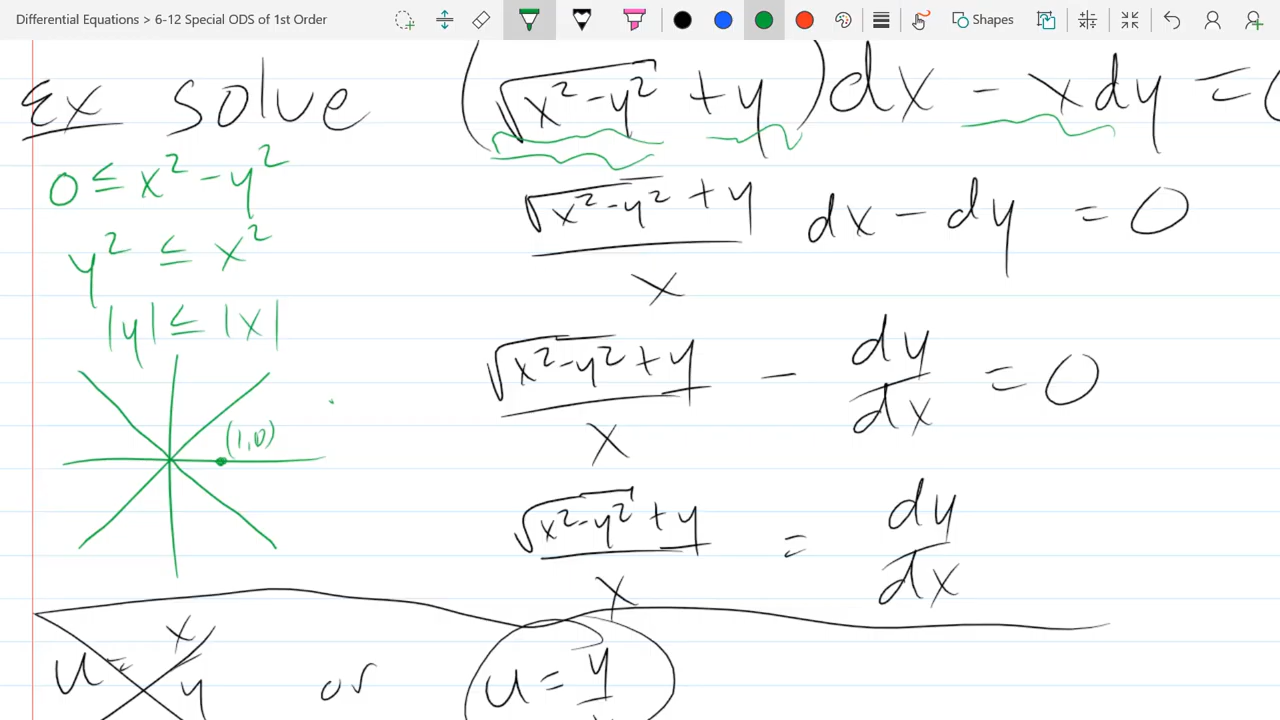 Differential Equations > 6-12 Special ODS of 1st Order
Shapes
Ex solve (√(x²-y²) + y)dx - xdy =
0 ≤ x² - y²
(√(x²-y²) + y)/x dx - dy = 0
y² ≤ x²
|y| ≤ |x|
(√(x²-y²) + y)/x - dy/dx = 0
(1,0)
(√(x²-y²) + y)/x = dy/dx
u = x/y or u = y/x